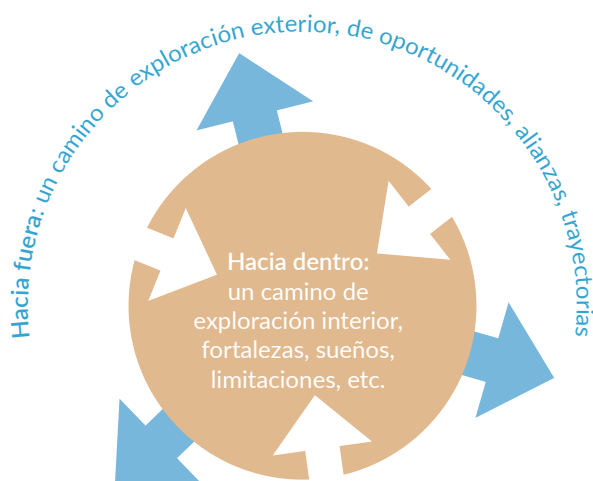 Hacia fuera: un camino de exploración exterior, de oportunidades, alianzas, trayectorias
Hacia dentro:
un camino de
exploración interior,
fortalezas, sueños,
limitaciones, etc.